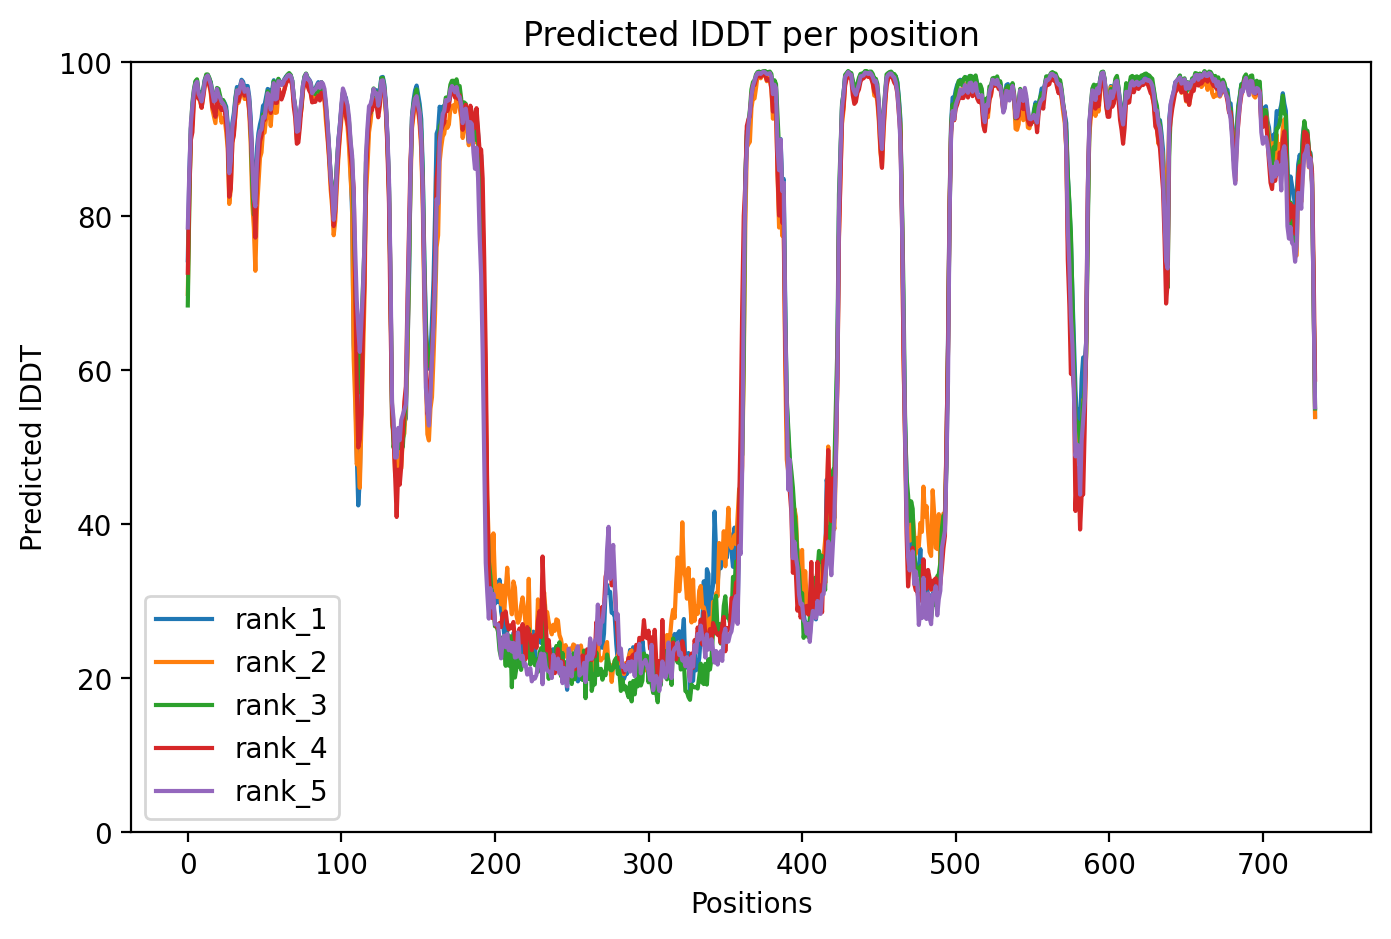 Predicted lDDT per position
Predicted lDDT
100
80
60
40
20
0
rank_1
rank_2
rank_3
rank_4
rank_5
0 100 200 300 400 500 600 700
Positions